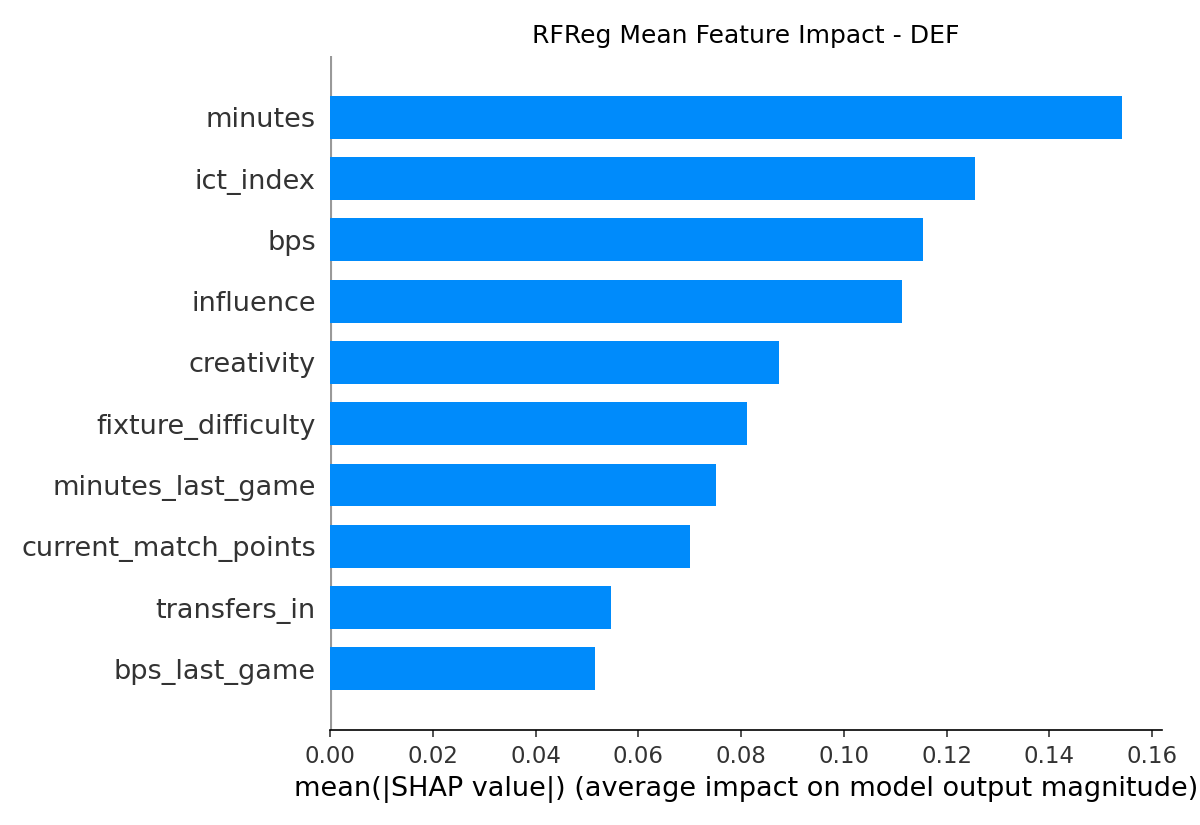 RFReg Mean Feature Impact - DEF
minutes
ict_index
bps
influence
creativity
fixture_difficulty
minutes_last_game
current_match_points
transfers_in
bps_last_game
0.00 0.02 0.04 0.06 0.08 0.10 0.12 0.14 0.16
mean(|SHAP value|) (average impact on model output magnitude)